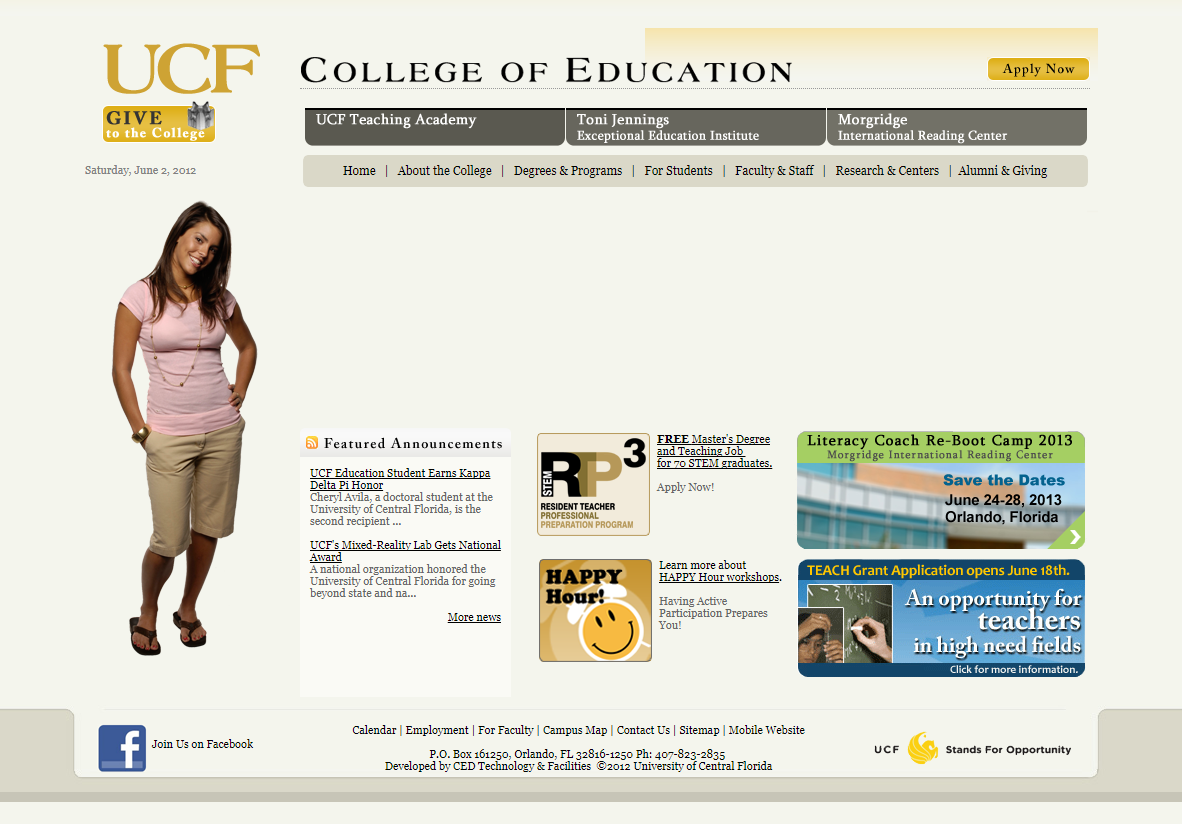 UCF
COLLEGE OF EDUCATION
Apply Now
GIVE
to the College
UCF Teaching Academy
Toni Jennings
Exceptional Education Institute
Morgridge
International Reading Center
Saturday, June 2, 2012
Home | About the College | Degrees & Programs | For Students | Faculty & Staff | Research & Centers | Alumni & Giving
Featured Announcements
UCF Education Student Earns Kappa
Delta Pi Honor
Cheryl Avila, a doctoral student at the
University of Central Florida, is the
second recipient ...
UCF's Mixed-Reality Lab Gets National
Award
A national organization honored the
University of Central Florida for going
beyond state and na...
More news
STEM
RP3
RESIDENT TEACHER
PROFESSIONAL
PREPARATION PROGRAM
FREE Master's Degree
and Teaching Job
for 70 STEM graduates.
Apply Now!
HAPPY
Hour!
Learn more about
HAPPY Hour workshops.
Having Active
Participation Prepares
You!
Literacy Coach Re-Boot Camp 2013
Morgridge International Reading Center
Save the Dates
June 24-28, 2013
Orlando, Florida
TEACH Grant Application opens June 18th.
An opportunity for
teachers
in high need fields
Click for more information.
f
Join Us on Facebook
Calendar | Employment | For Faculty | Campus Map | Contact Us | Sitemap | Mobile Website
P.O. Box 161250, Orlando, FL 32816-1250 Ph: 407-823-2835
Developed by CED Technology & Facilities ©2012 University of Central Florida
UCF Stands For Opportunity